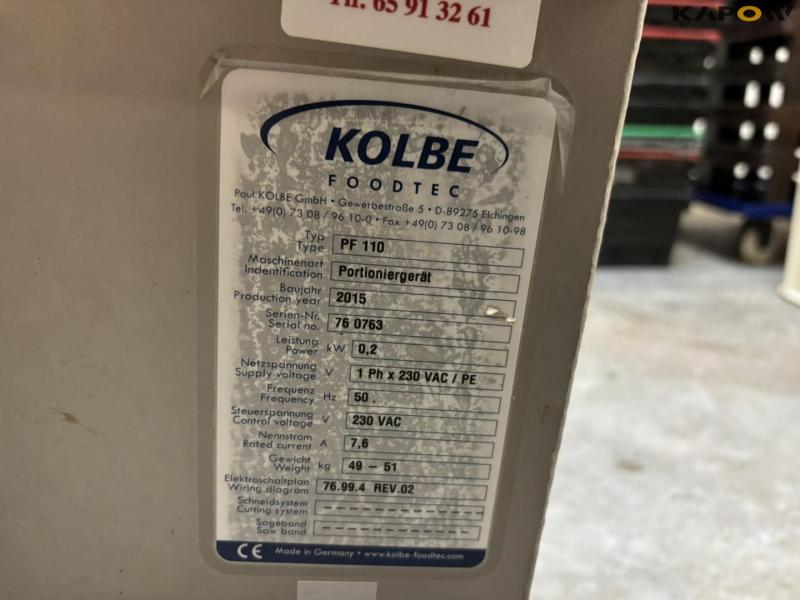 Th. 65 91 32 61
KAPOW
KOLBE
FOODTEC
Paul KOLBE GmbH • Gewerbestraße 5 • D-89275 Elchingen
Tel. +49(0) 73 08 / 96 10-0 • Fax +49(0) 73 08 / 96 10-98
Typ
Type PF 110
Maschinenart
Indentification Portioniergerät
Baujahr
Production year 2015
Serien-Nr.
Serial no. 76 0763
Leistung
Power kW 0,2
Netzspannung
Supply voltage V 1 Ph x 230 VAC / PE
Frequenz
Frequency Hz 50 .
Steuerspannung
Control voltage V 230 VAC
Nennstrom
Rated current A 7,6
Gewicht
Weight kg 49 – 51
Elektroschaltplan
Wiring diagram 76.99.4 REV.02
Schneidsystem
Cutting system – – – – – – – – – – – –
Sägeband
Saw band – – – – – – – – – – – –
CE Made in Germany • www.kolbe-foodtec.com